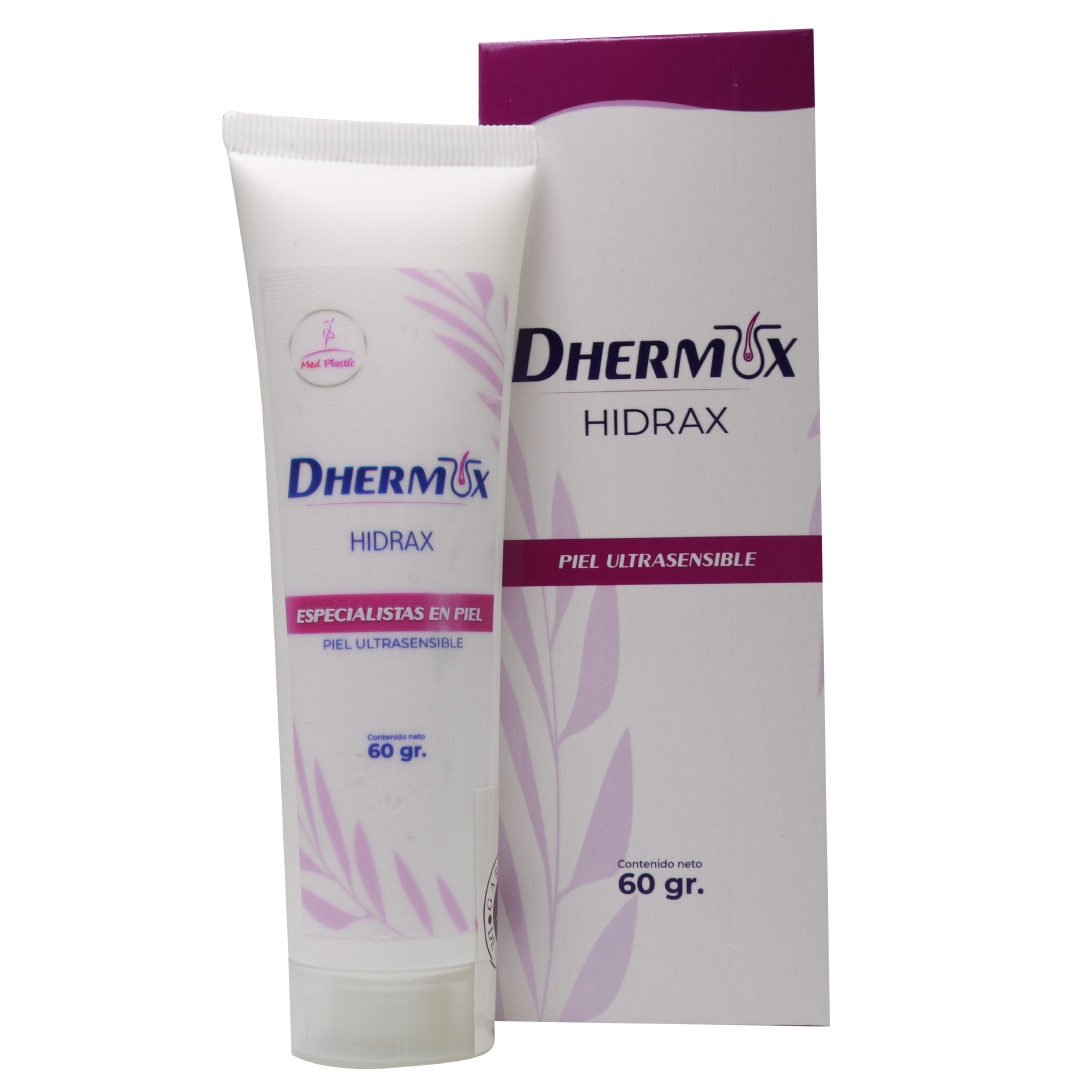 Med Plastic
DHERMUX
HIDRAX
ESPECIALISTAS EN PIEL
PIEL ULTRASENSIBLE
Contenido neto
60 gr.
DHERMUX
HIDRAX
PIEL ULTRASENSIBLE
Contenido neto
60 gr.